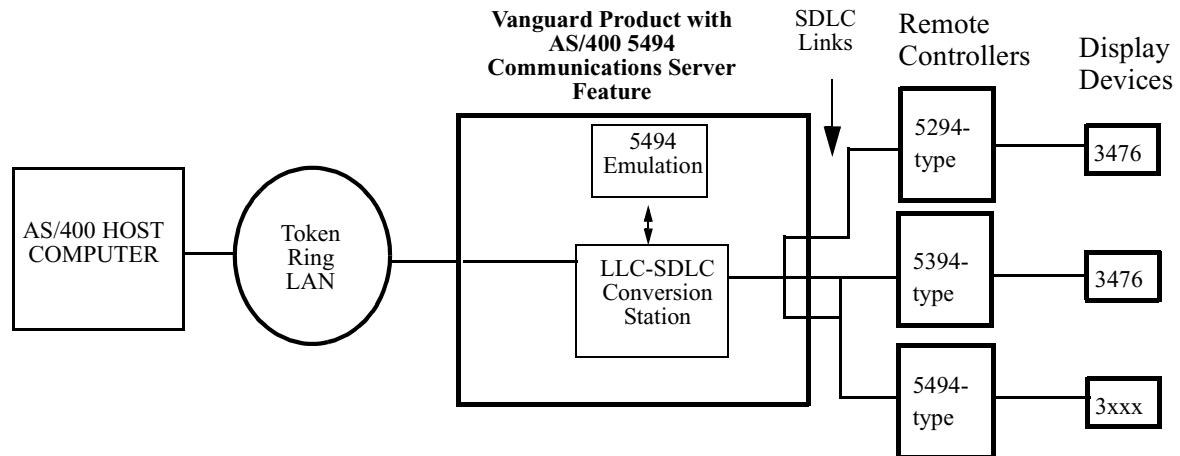 Vanguard Product with
AS/400 5494
Communications Server
Feature
SDLC
Links
Remote
Controllers
Display
Devices
AS/400 HOST
COMPUTER
Token
Ring
LAN
5494
Emulation
LLC-SDLC
Conversion
Station
5294-
type
3476
5394-
type
3476
5494-
type
3xxx